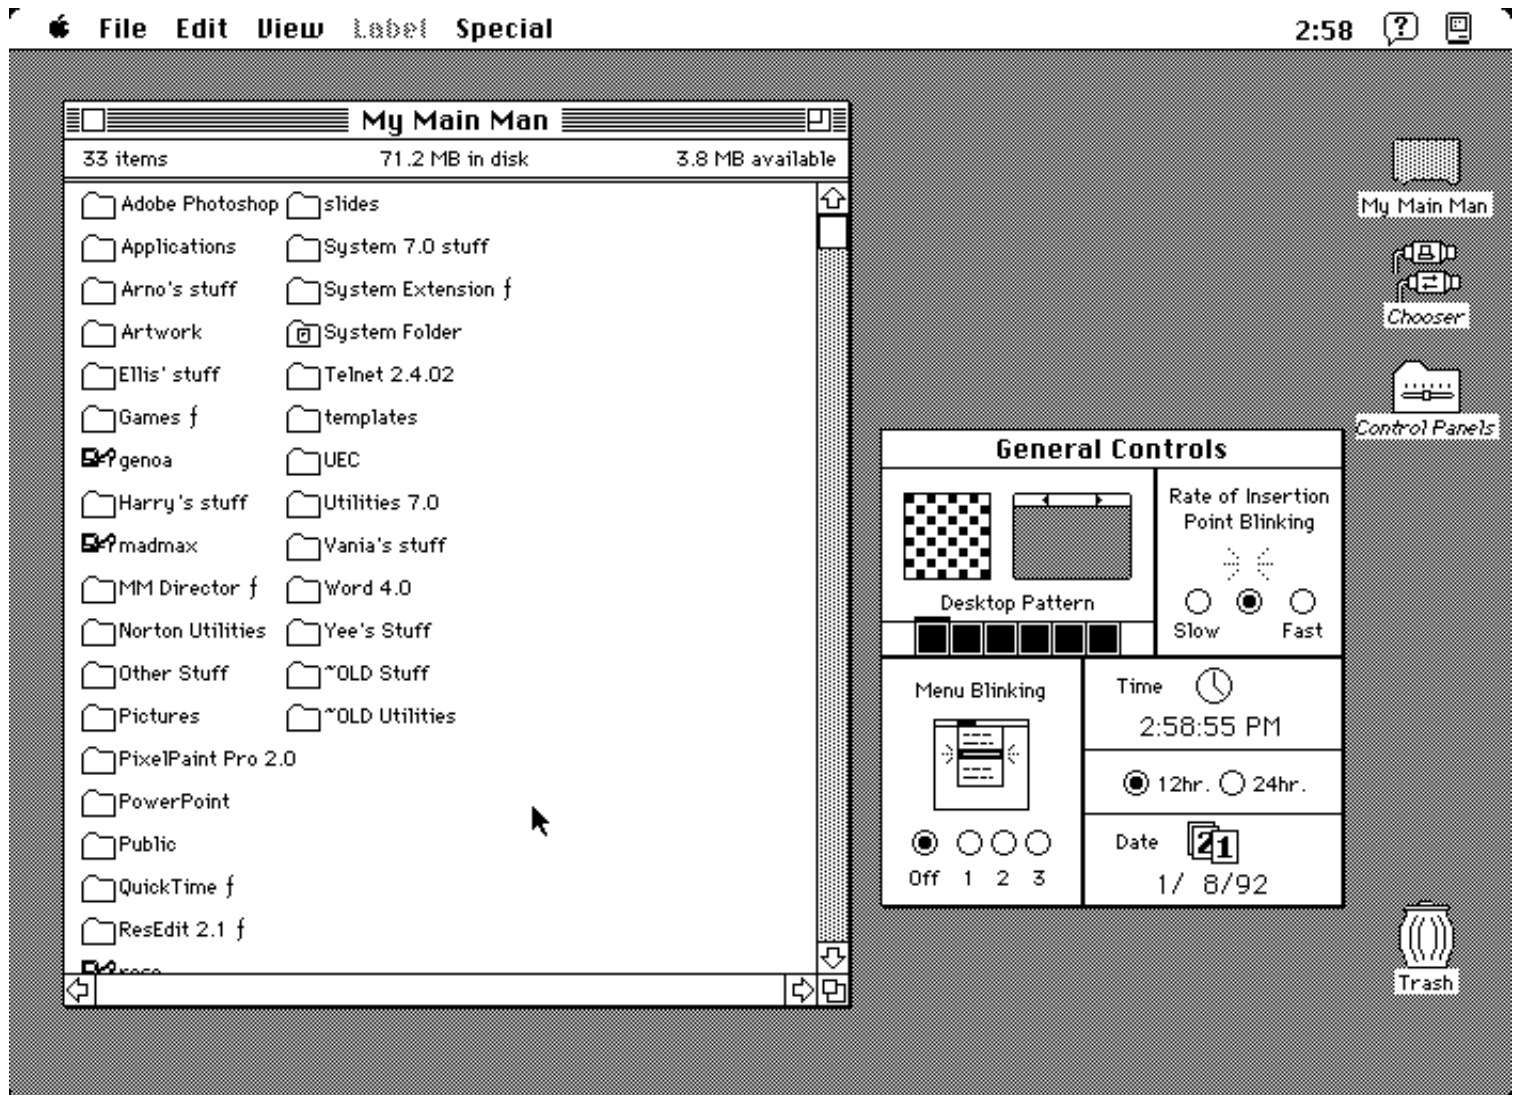 File Edit View Label Special 2:58
My Main Man
33 items 71.2 MB in disk 3.8 MB available
Adobe Photoshop slides
Applications System 7.0 stuff
Arno's stuff System Extension ƒ
Artwork System Folder
Ellis' stuff Telnet 2.4.02
Games ƒ templates
genoa UEC
Harry's stuff Utilities 7.0
madmax Vania's stuff
MM Director ƒ Word 4.0
Norton Utilities Yee's Stuff
Other Stuff ~OLD Stuff
Pictures ~OLD Utilities
PixelPaint Pro 2.0
PowerPoint
Public
QuickTime ƒ
ResEdit 2.1 ƒ
General Controls
Rate of Insertion
Point Blinking
Desktop Pattern
Slow Fast
Menu Blinking
Off 1 2 3
Time
2:58:55 PM
12hr. 24hr.
Date 21
1/ 8/92
My Main Man
Chooser
Control Panels
Trash